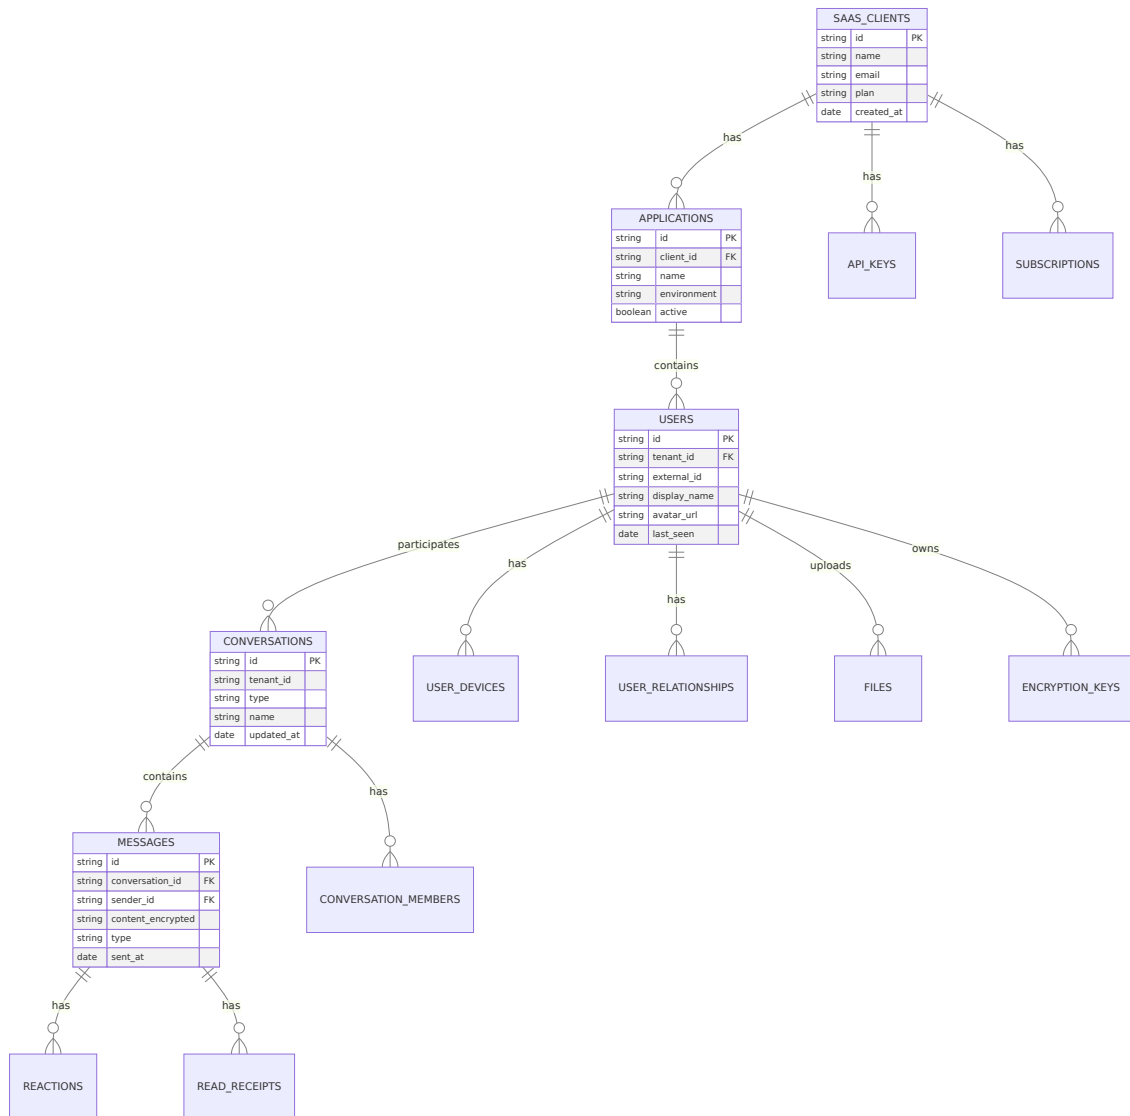 SAAS_CLIENTS
string id PK
string name
string email
string plan
date created_at
has
has
has
APPLICATIONS
string id PK
string client_id FK
string name
string environment
boolean active
API_KEYS
SUBSCRIPTIONS
contains
USERS
string id PK
string tenant_id FK
string external_id
string display_name
string avatar_url
date last_seen
participates
has
has
uploads
owns
CONVERSATIONS
string id PK
string tenant_id
string type
string name
date updated_at
USER_DEVICES
USER_RELATIONSHIPS
FILES
ENCRYPTION_KEYS
contains
has
MESSAGES
string id PK
string conversation_id FK
string sender_id FK
string content_encrypted
string type
date sent_at
CONVERSATION_MEMBERS
has
has
REACTIONS
READ_RECEIPTS